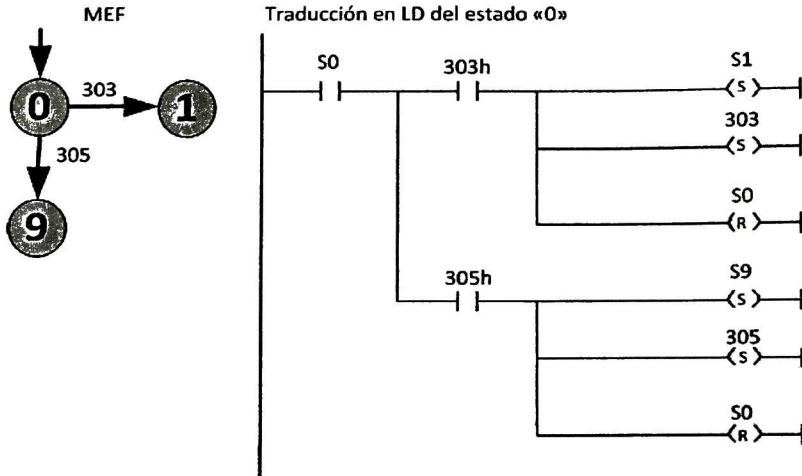 MEF
Traducción en LD del estado «0»
0
303
1
305
9
S0
303h
S1
S
303
S
S0
R
305h
S9
S
305
S
S0
R